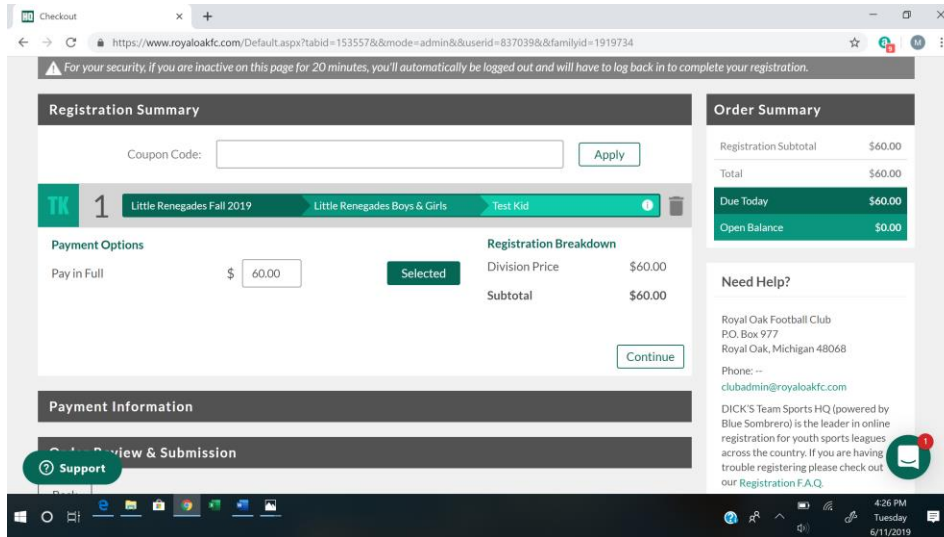 HQ Checkout
https://www.royaloakfc.com/Default.aspx?tabid=153557&&mode=admin&&userid=837039&&familyid=1919734
9
M
For your security, if you are inactive on this page for 20 minutes, you'll automatically be logged out and will have to log back in to complete your registration.
Registration Summary
Coupon Code:
Apply
TK 1 Little Renegades Fall 2019 Little Renegades Boys & Girls Test Kid
Payment Options
Pay in Full $ 60.00 Selected
Registration Breakdown
Division Price $60.00
Subtotal $60.00
Continue
Payment Information
Review & Submission
Support
Order Summary
Registration Subtotal $60.00
Total $60.00
Due Today $60.00
Open Balance $0.00
Need Help?
Royal Oak Football Club
P.O. Box 977
Royal Oak, Michigan 48068
Phone: --
clubadmin@royaloakfc.com
DICK'S Team Sports HQ (powered by
Blue Sombrero) is the leader in online
registration for youth sports leagues
across the country. If you are having
trouble registering please check out
our Registration F.A.Q.
1
4:26 PM
Tuesday
6/11/2019